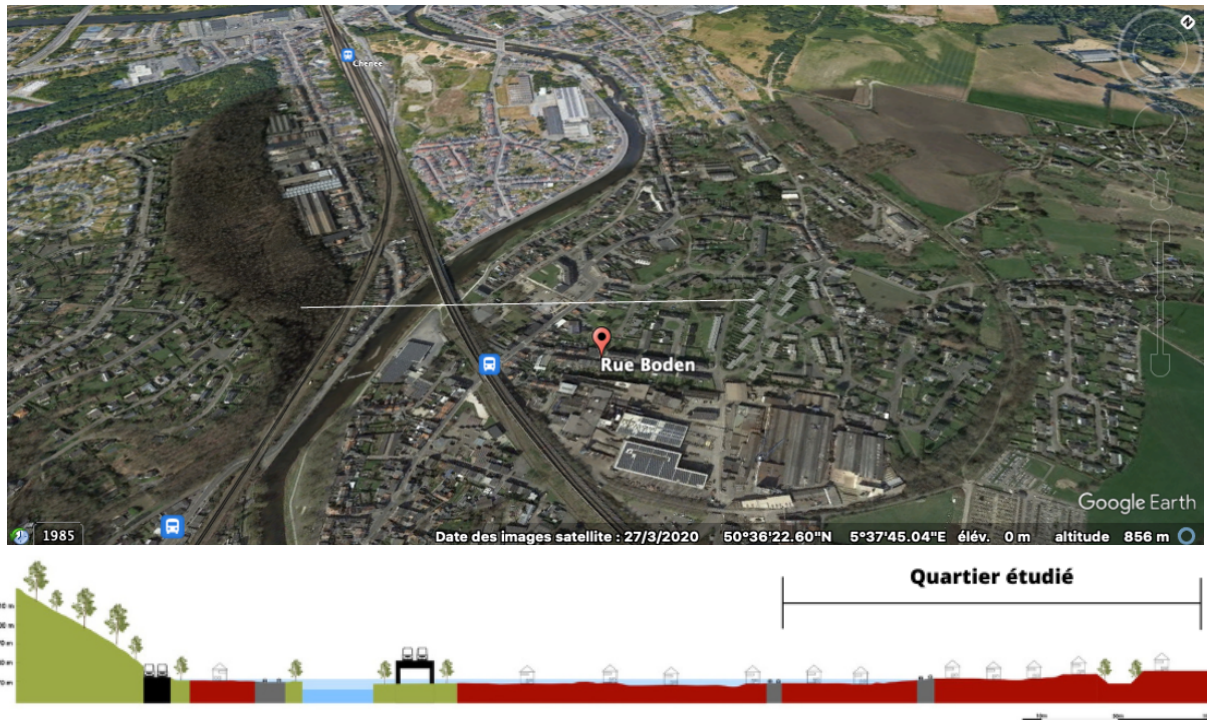 Chênée
Rue Boden
Google Earth
1985
Date des images satellite : 27/3/2020 50°36'22.60"N 5°37'45.04"E élév. 0 m altitude 856 m
Quartier étudié